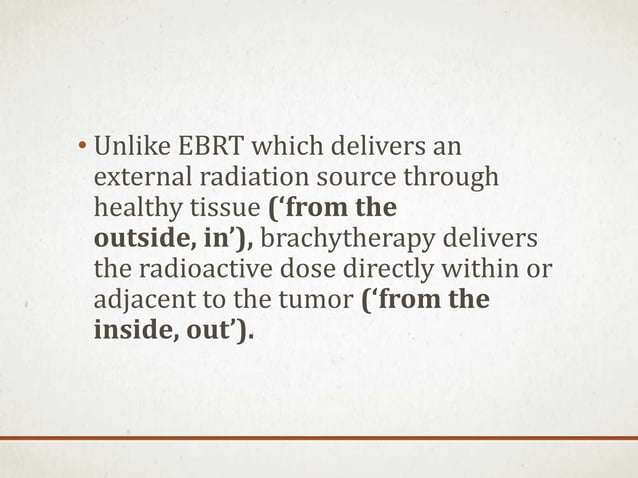 • Unlike EBRT which delivers an
external radiation source through
healthy tissue (‘from the
outside, in’), brachytherapy delivers
the radioactive dose directly within or
adjacent to the tumor (‘from the
inside, out’).